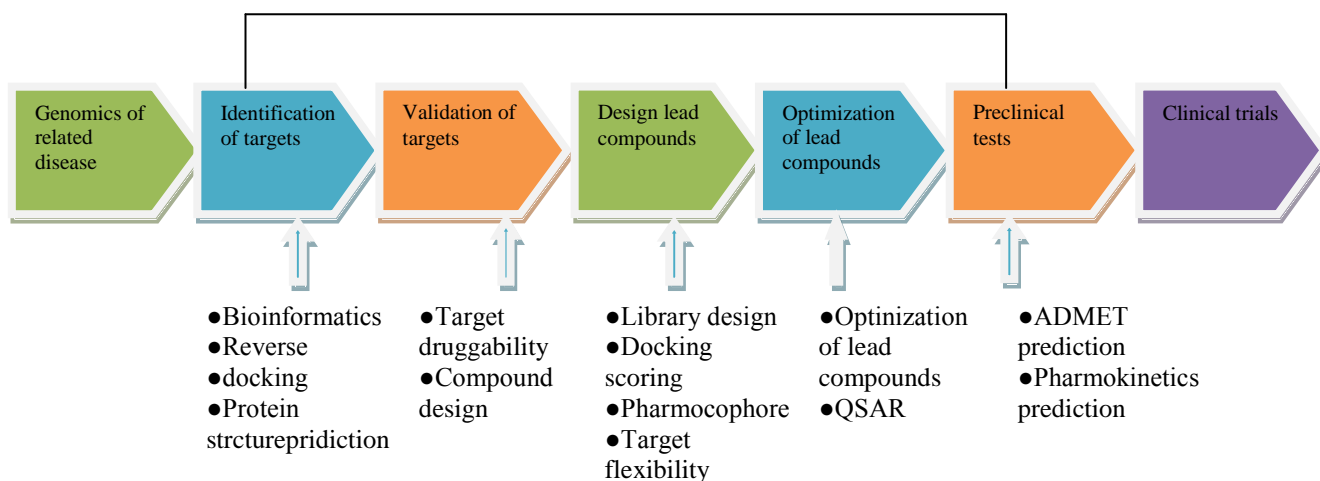 Genomics of
related
disease
Identification
of targets
Validation of
targets
Design lead
compounds
Optimization
of lead
compounds
Preclinical
tests
Clinical trials
●Bioinformatics
●Reverse
●docking
●Protein
strcturepridiction
●Target
druggability
●Compound
design
●Library design
●Docking
scoring
●Pharmocophore
●Target
flexibility
●Optinization
of lead
compounds
●QSAR
●ADMET
prediction
●Pharmokinetics
prediction